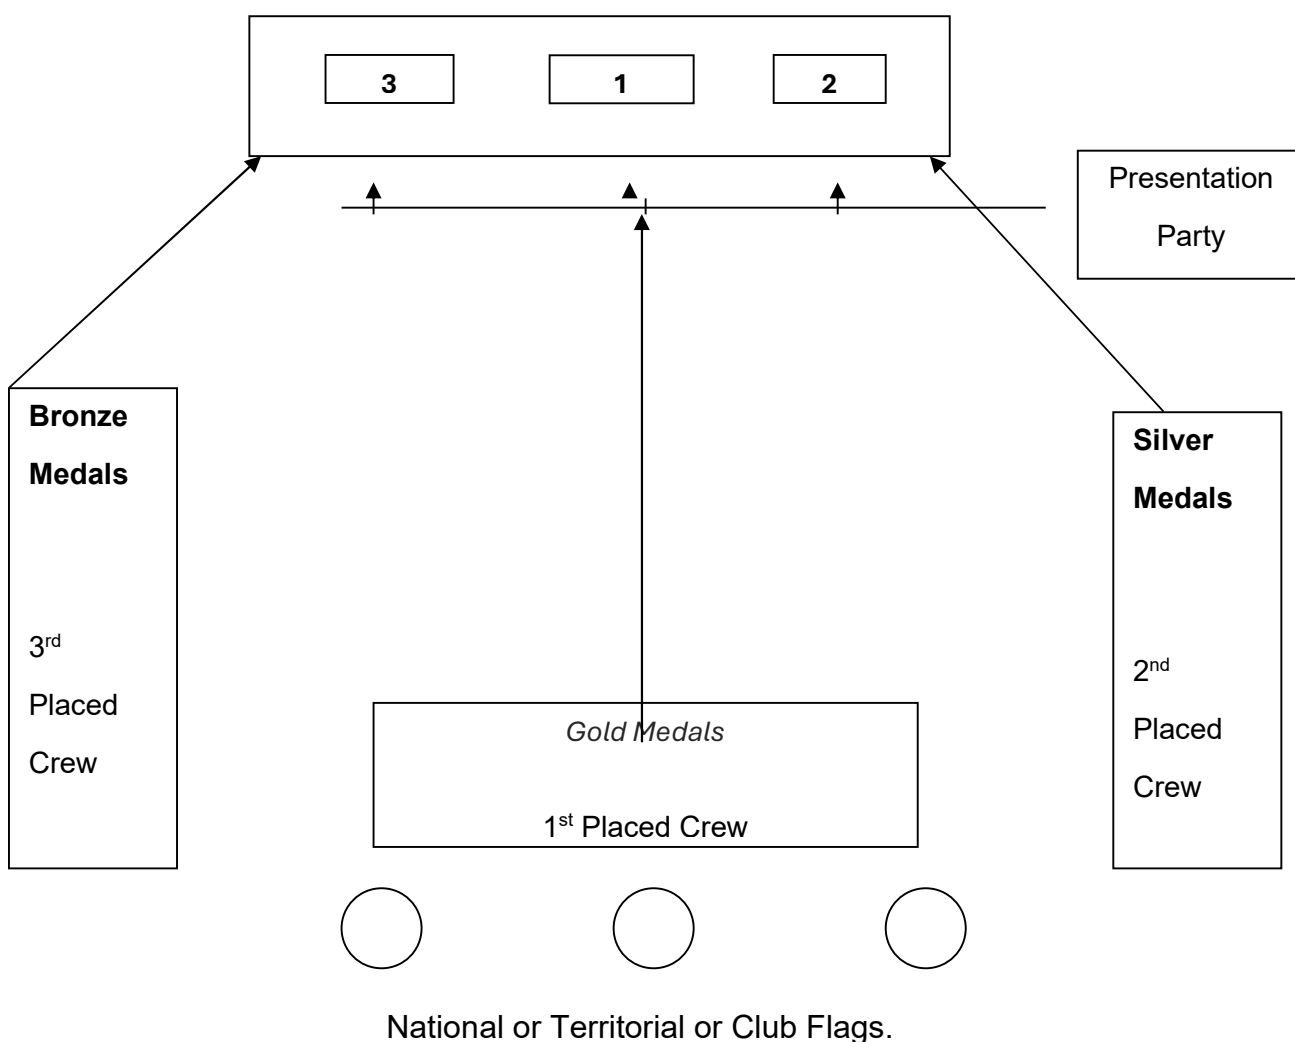 3 1 2
Presentation
Party
Bronze
Medals
3rd
Placed
Crew
Silver
Medals
2nd
Placed
Crew
Gold Medals
1st Placed Crew
National or Territorial or Club Flags.